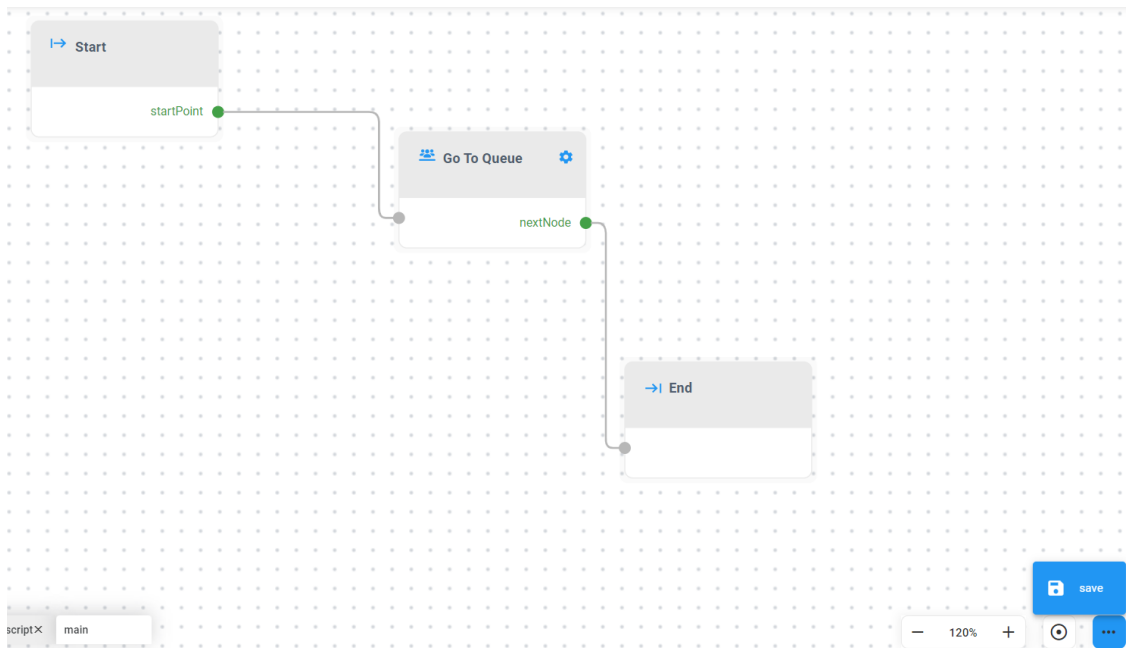 Start
startPoint
Go To Queue
nextNode
End
save
script× main
120%